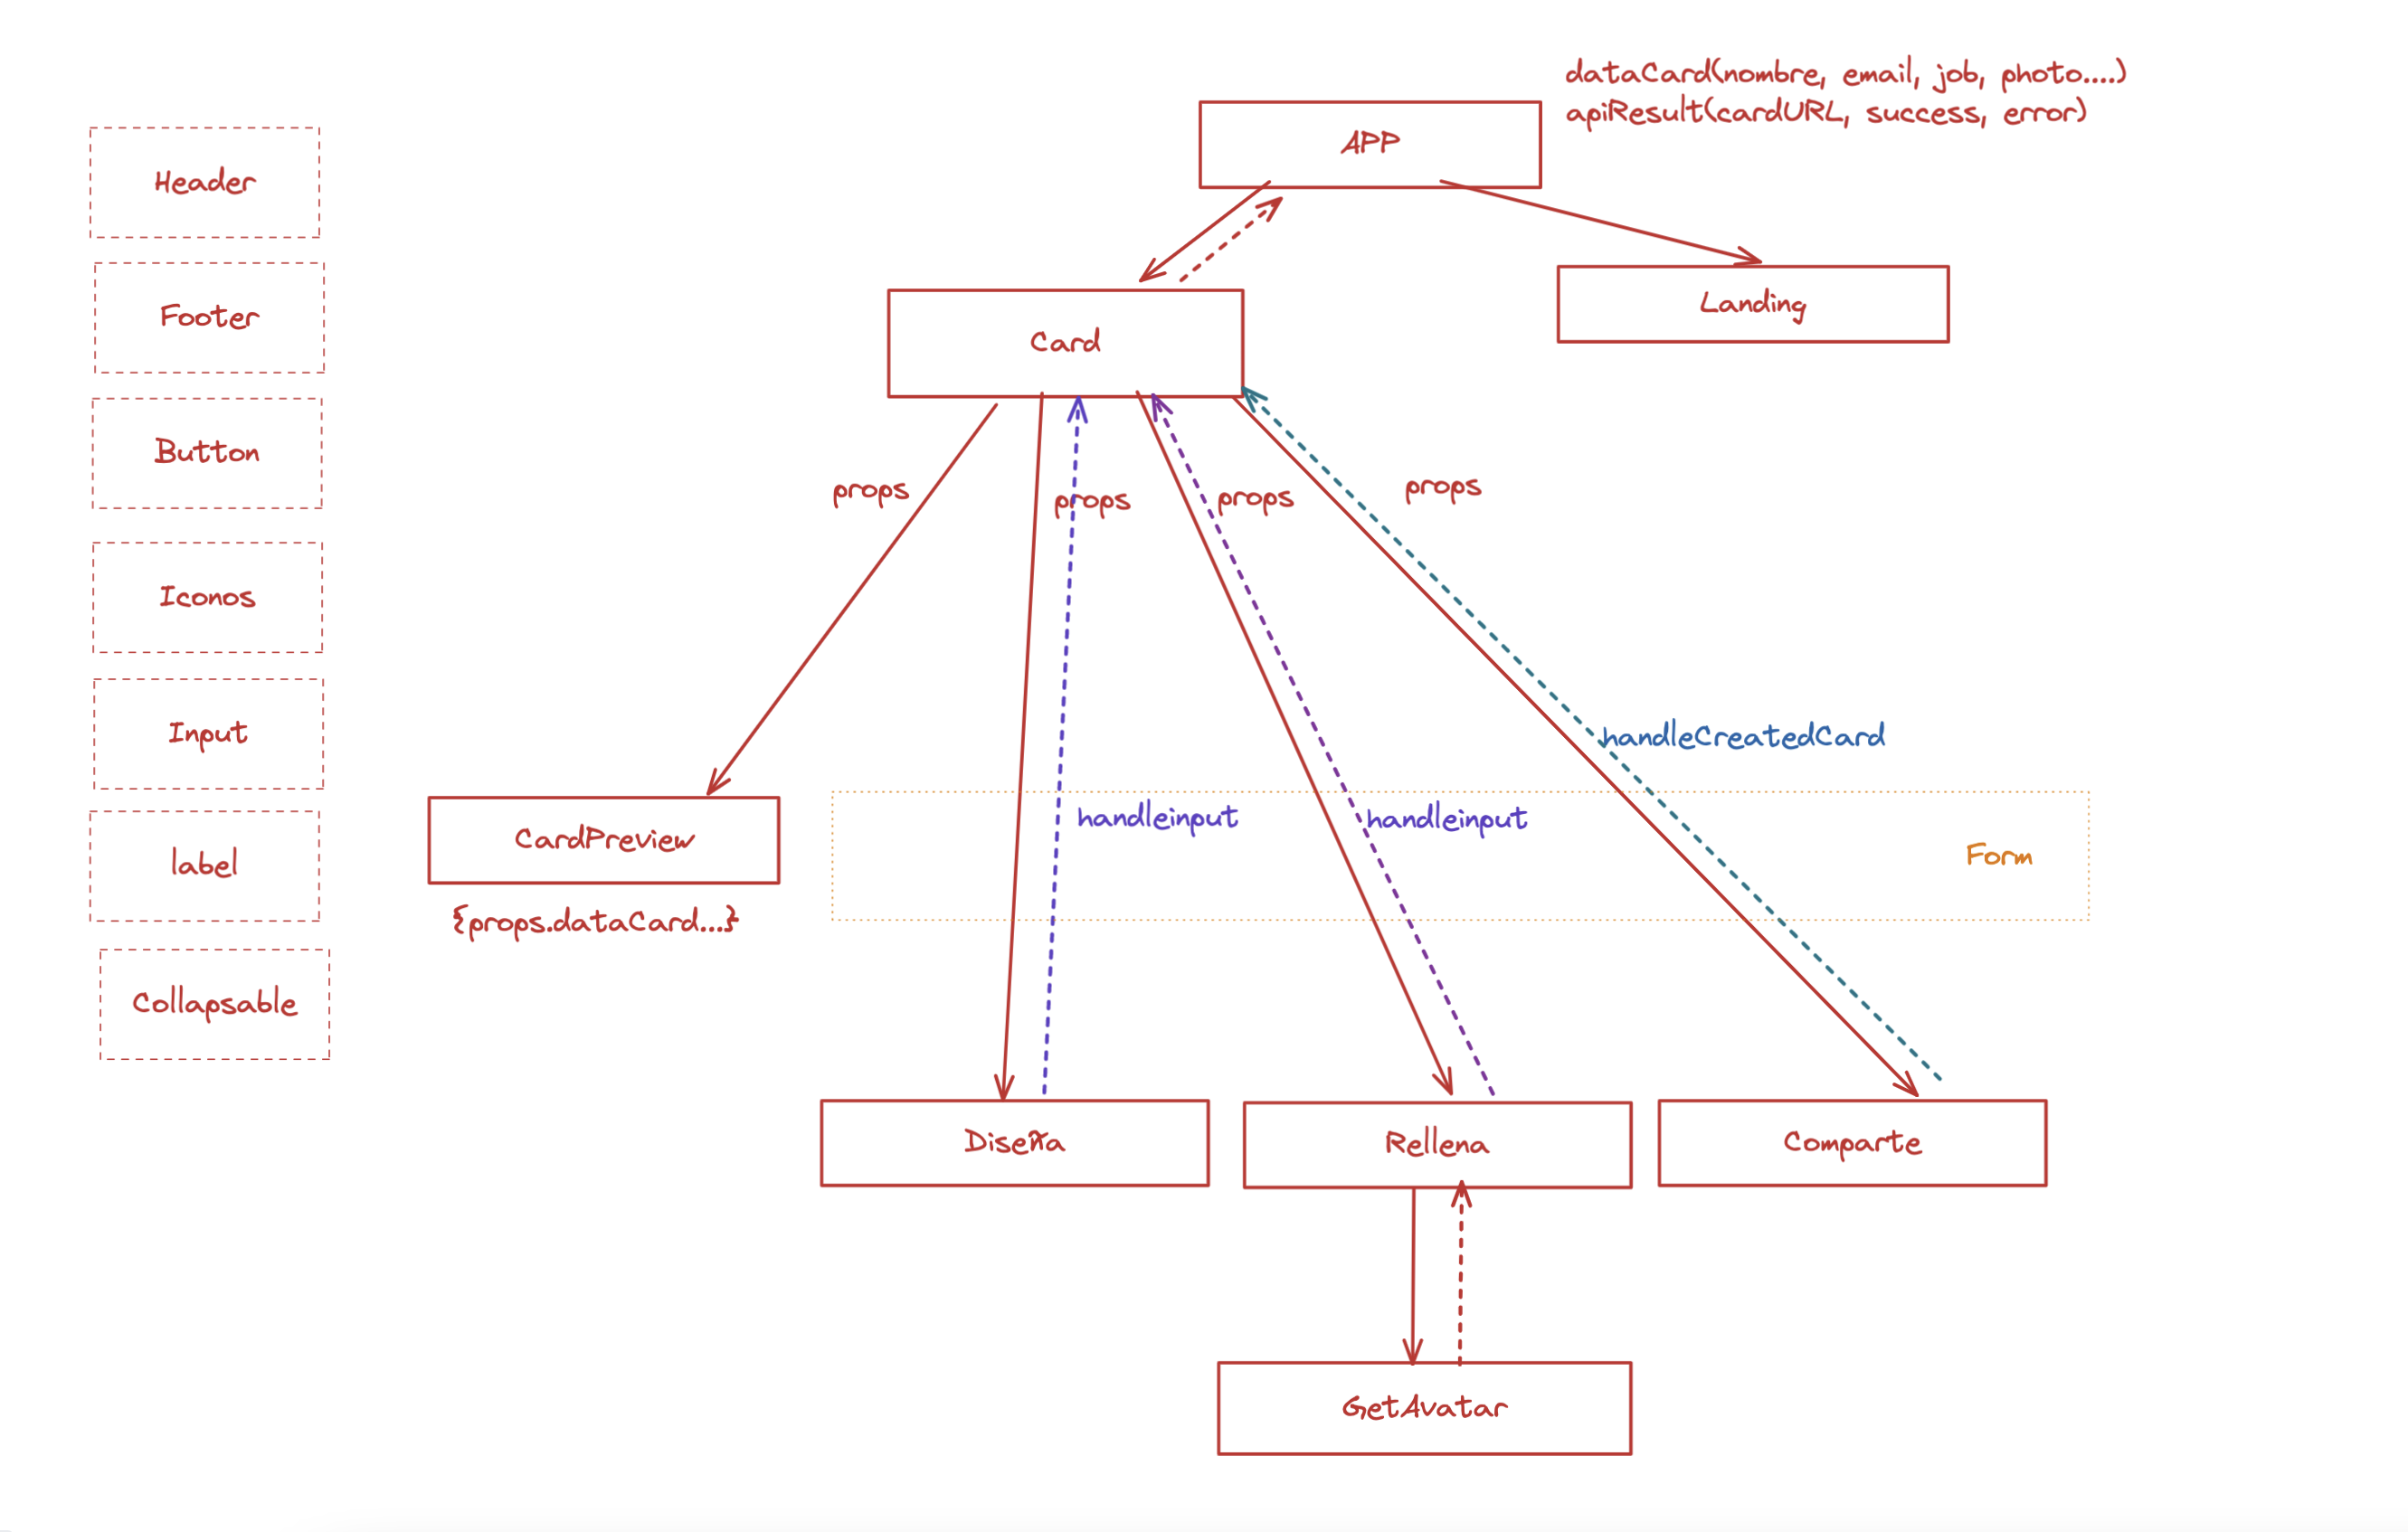 dataCard(nombre, email, job, photo....)
apiResult(cardURL, success, error)
APP
Header
Landing
Footer
Card
Button
props
props
props
props
Iconos
Input
handleCreatedCard
handleinput
handleinput
CardPreview
Form
label
{props.dataCard....}
Collapsable
Diseña
Rellena
Comparte
GetAvatar